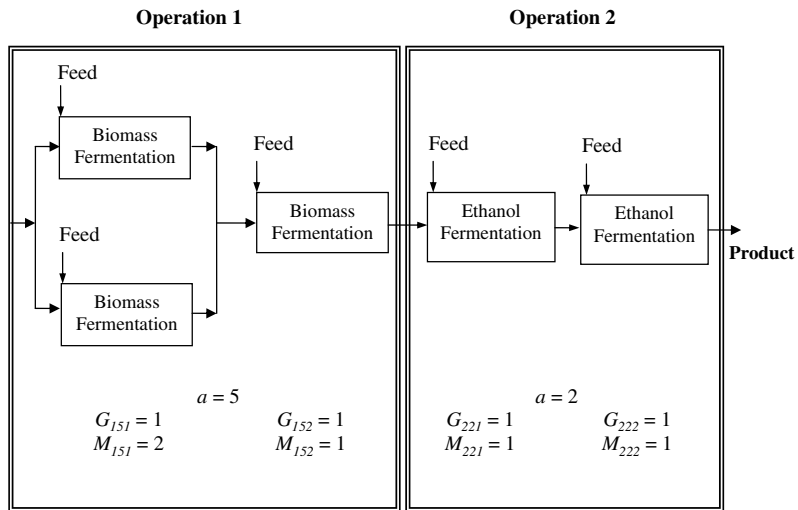 Operation 1
Operation 2
Feed
Biomass
Fermentation
Feed
Biomass
Fermentation
Feed
Biomass
Fermentation
Feed
Ethanol
Fermentation
Feed
Ethanol
Fermentation
Product
a = 5
G151 = 1
M151 = 2
G152 = 1
M152 = 1
a = 2
G221 = 1
M221 = 1
G222 = 1
M222 = 1